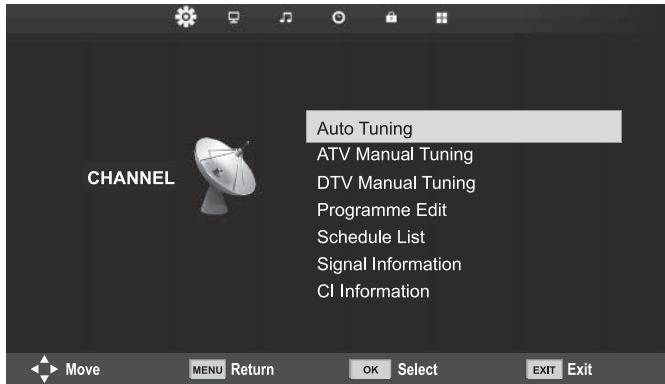 Auto Tuning
ATV Manual Tuning
CHANNEL
DTV Manual Tuning
Programme Edit
Schedule List
Signal Information
CI Information
Move MENU Return OK Select EXIT Exit